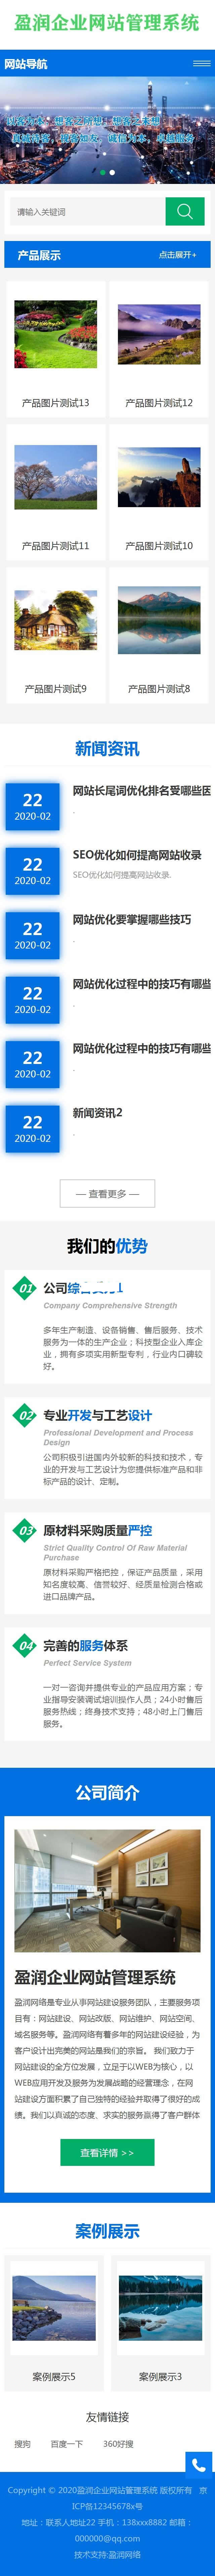 盈润企业网站管理系统
网站导航
以客为本，想客之所想，想客之未想
真诚待客，接客如友，诚信为本，卓越服务
请输入关键词
产品展示
点击展开+
产品图片测试13
产品图片测试12
产品图片测试11
产品图片测试10
产品图片测试9
产品图片测试8
新闻资讯
22
2020-02
网站长尾词优化排名受哪些因
22
2020-02
SEO优化如何提高网站收录
SEO优化如何提高网站收录.
22
2020-02
网站优化要掌握哪些技巧
22
2020-02
网站优化过程中的技巧有哪些
22
2020-02
网站优化过程中的技巧有哪些
22
2020-02
新闻资讯2
— 查看更多 —
我们的优势
01
公司综合实力1
Company Comprehensive Strength
多年生产制造、设备销售、售后服务、技术
服务为一体的生产企业；科技型企业入库企
业，拥有多项实用新型专利，行业内口碑较
好。
02
专业开发与工艺设计
Professional Development and Process
Design
公司积极引进国内外较新的科技和技术，专
业的开发与工艺设计为您提供标准产品和非
标产品的设计、定制。
03
原材料采购质量严控
Strict Quality Control Of Raw Material
Purchase
原材料采购严格把控，保证产品质量，采用
知名度较高、信誉较好、经质量检测合格或
进口品牌产品。
04
完善的服务体系
Perfect Service System
一对一咨询并提供专业的产品应用方案；专
业指导安装调试培训操作人员；24小时售后
服务热线；终身技术支持；48小时上门售后
服务。
公司简介
盈润企业网站管理系统
盈润网络是专业从事网站建设服务团队，主要服务项
目有：网站建设、网站改版、网站维护、网站空间、
域名服务等。盈润网络有着多年的网站建设经验，为
客户设计出完美的网站是我们的宗旨。 我们致力于
网站建设的全方位发展，立足于以WEB为核心，以
WEB应用开发及服务为发展战略的经营理念，在网
站建设方面积累了自己独特的经验并取得了很好的成
绩。我们以真诚的态度、求实的服务赢得了客户群体
查看详情 >>
案例展示
案例展示5
案例展示3
友情链接
搜狗
百度一下
360好搜
Copyright © 2020盈润企业网站管理系统 版权所有 京
ICP备12345678x号
地址：联系人地址22 手机：138xxx8882 邮箱：
000000@qq.com
技术支持:盈润网络